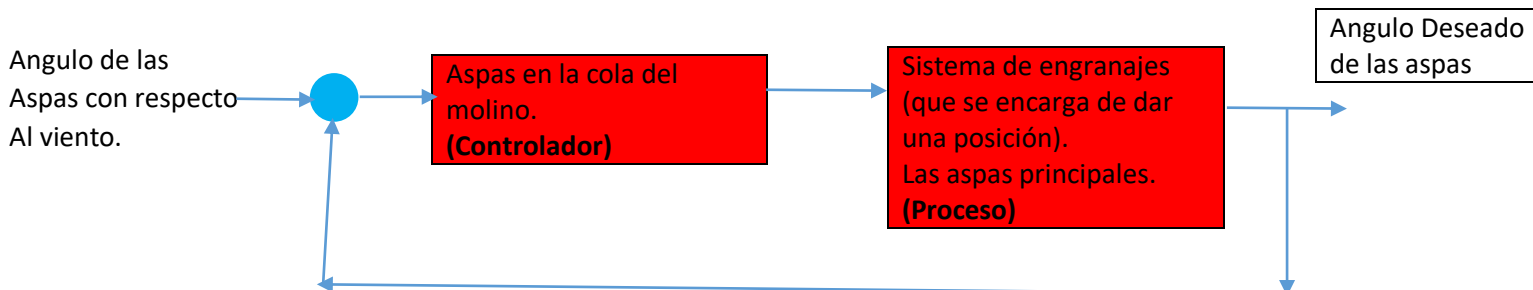 Angulo de las
Aspas con respecto
Al viento.
Aspas en la cola del
molino.
(Controlador)
Sistema de engranajes
(que se encarga de dar
una posición).
Las aspas principales.
(Proceso)
Angulo Deseado
de las aspas